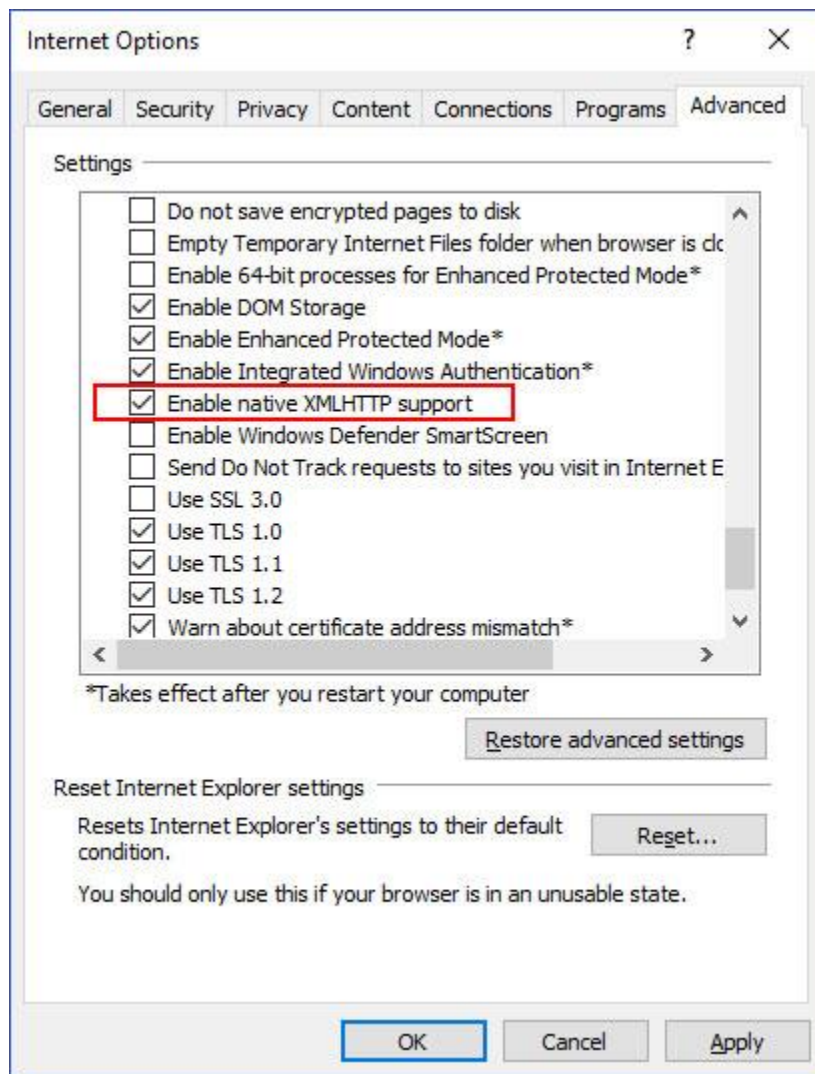 Internet Options
General Security Privacy Content Connections Programs Advanced
Settings
Do not save encrypted pages to disk
Empty Temporary Internet Files folder when browser is clc
Enable 64-bit processes for Enhanced Protected Mode*
Enable DOM Storage
Enable Enhanced Protected Mode*
Enable Integrated Windows Authentication*
Enable native XMLHTTP support
Enable Windows Defender SmartScreen
Send Do Not Track requests to sites you visit in Internet E
Use SSL 3.0
Use TLS 1.0
Use TLS 1.1
Use TLS 1.2
Warn about certificate address mismatch*
*Takes effect after you restart your computer
Restore advanced settings
Reset Internet Explorer settings
Resets Internet Explorer's settings to their default
condition.
Reset...
You should only use this if your browser is in an unusable state.
OK Cancel Apply